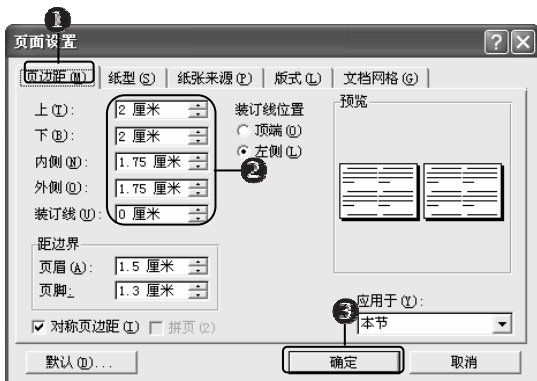 1
页面设置
页边距(M) 纸型(S) 纸张来源(P) 版式(L) 文档网格(G)
上(T): 2 厘米 装订线位置 预览
下(B): 2 厘米 顶端(O)
内侧(N): 1.75 厘米 左侧(L)
2
外侧(O): 1.75 厘米
装订线(U): 0 厘米
距边界
页眉(A): 1.5 厘米
页脚: 1.3 厘米
3 应用于(Y):
对称页边距(I) 拼页(2) 本节
默认(D)... 确定 取消